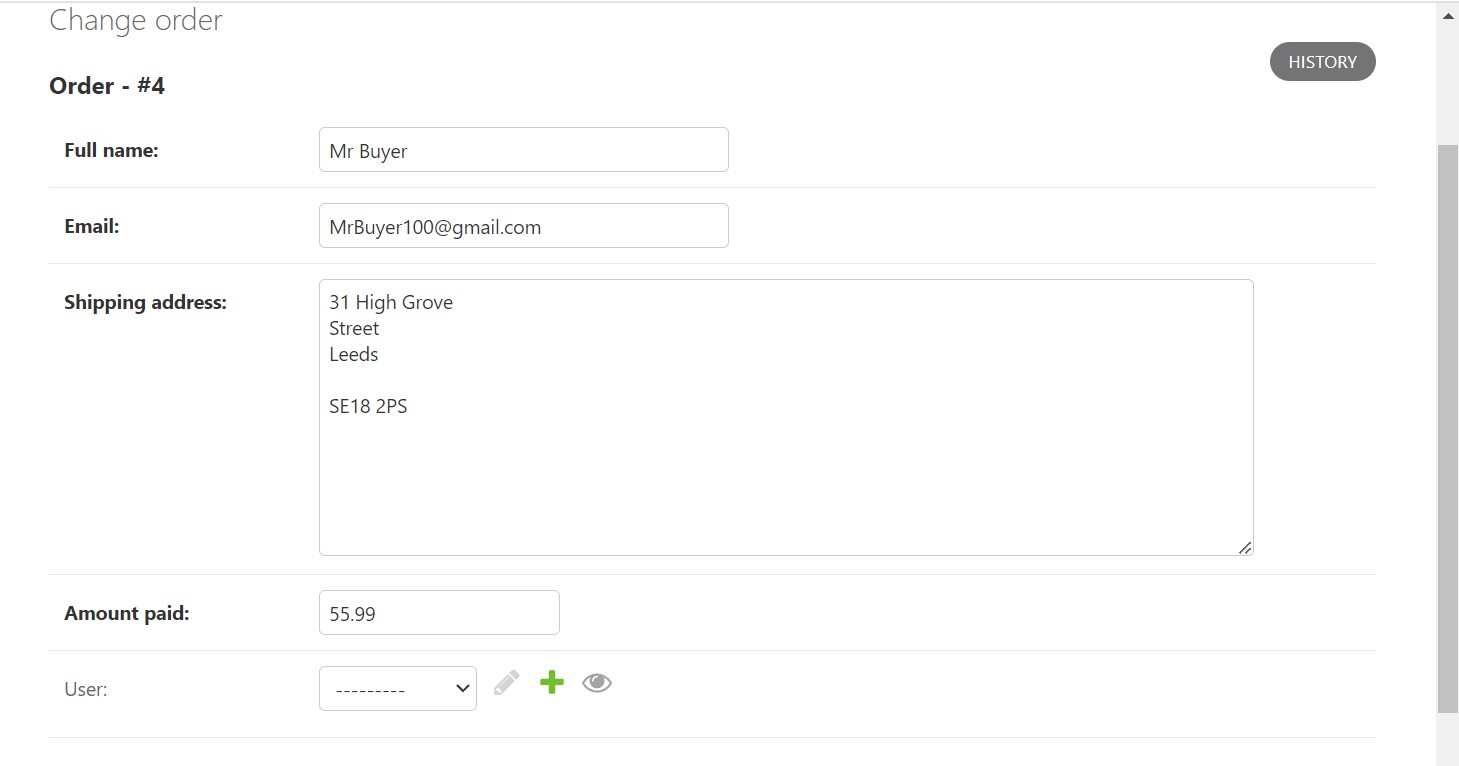 Change order
HISTORY
Order - #4
Full name:
Mr Buyer
Email:
MrBuyer100@gmail.com
Shipping address:
31 High Grove
Street
Leeds
SE18 2PS
Amount paid:
55.99
User:
---------